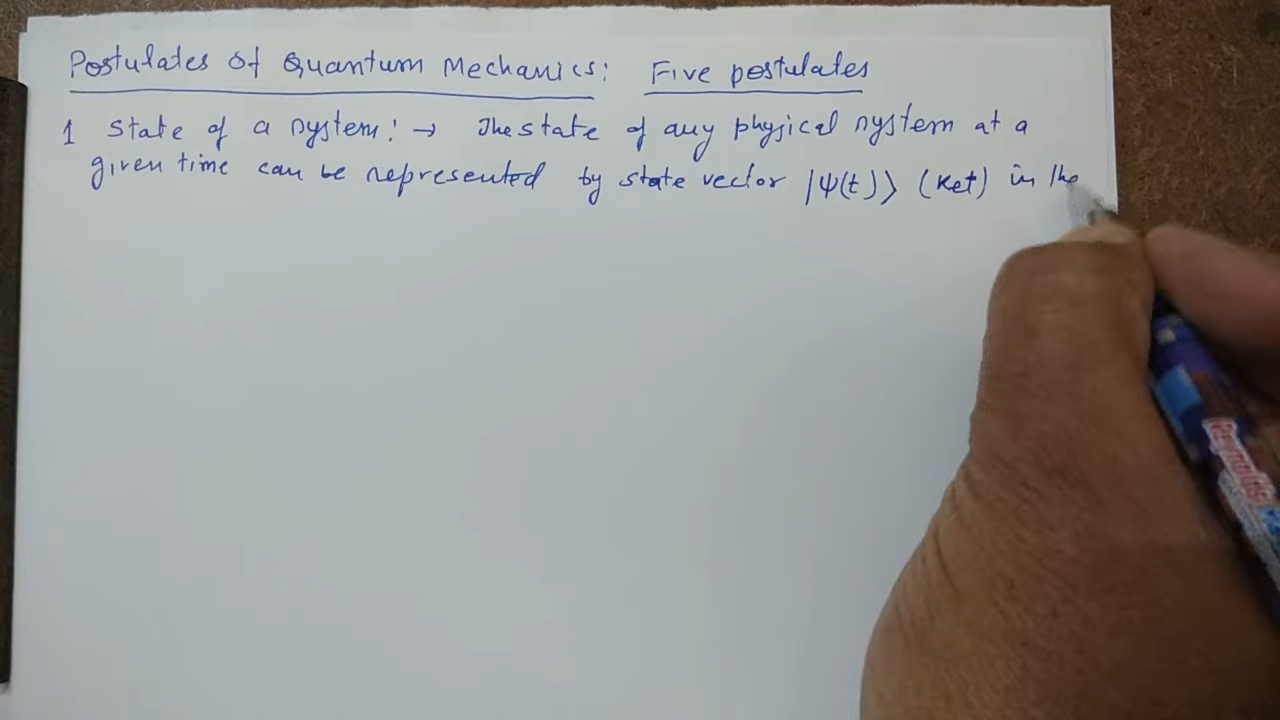 Postulates of Quantum Mechanics: Five postulates
1 State of a system: → The state of any physical system at a
given time can be represented by state vector |Ψ(t)⟩ (Ket) in the
Reynolds